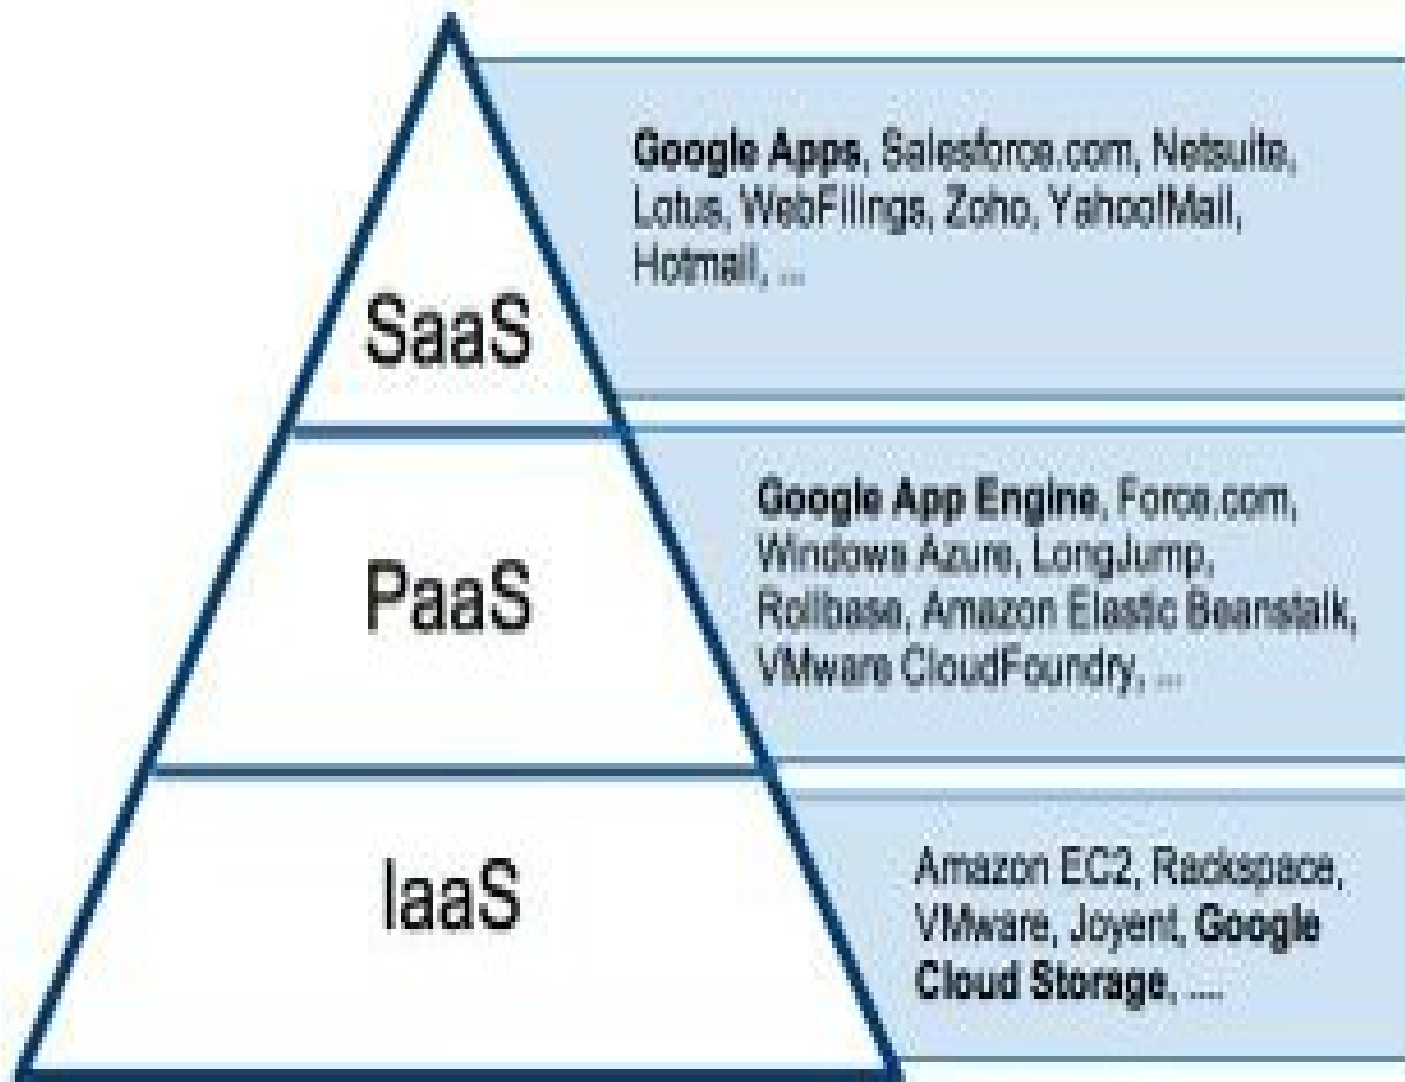 SaaS
Google Apps, Salesforce.com, Netsuite,
Lotus, WebFilings, Zoho, Yahoo!Mail,
Hotmail, ...
PaaS
Google App Engine, Force.com,
Windows Azure, LongJump,
Rollbase, Amazon Elastic Beanstalk,
VMware CloudFoundry, ...
IaaS
Amazon EC2, Rackspace,
VMware, Joyent, Google
Cloud Storage, ....